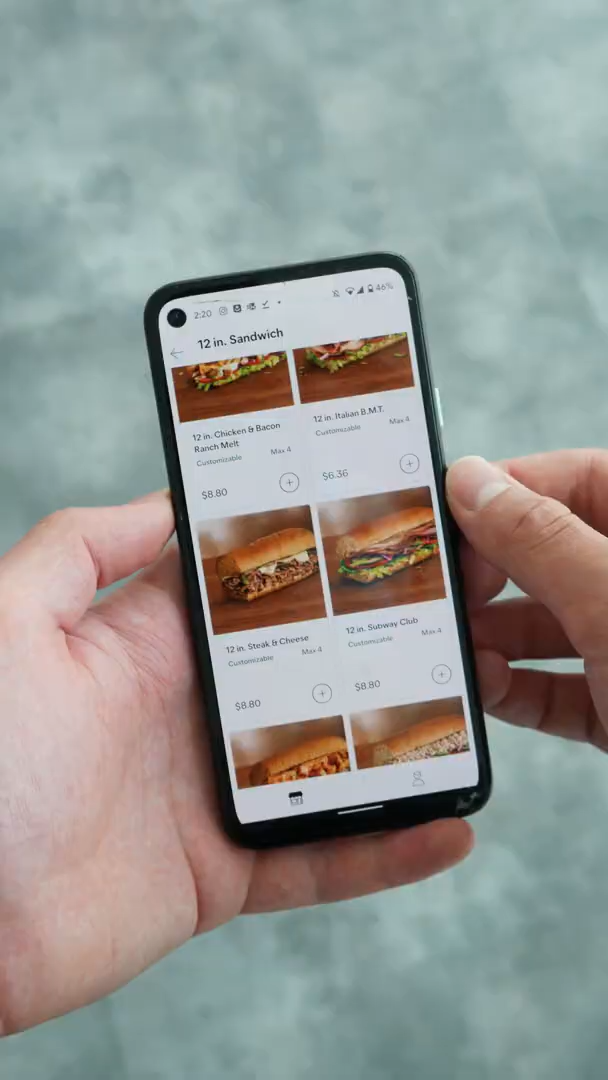 2:20
46%
12 in. Sandwich
12 in. Chicken & Bacon
Ranch Melt
Customizable Max 4
$8.80
12 in. Italian B.M.T.
Customizable Max 4
$6.36
12 in. Steak & Cheese
Customizable Max 4
$8.80
12 in. Subway Club
Customizable Max 4
$8.80